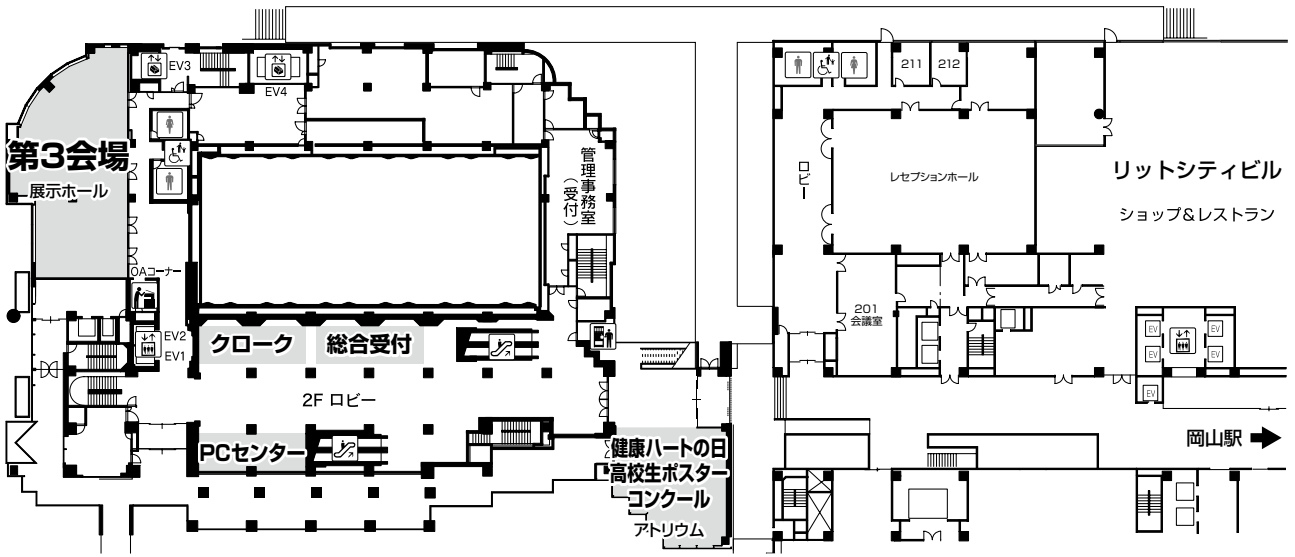 EV3
EV4
第3会場
展示ホール
OAコーナー
EV2
EV1
管理事務室
(受付)
クローク
総合受付
2F ロビー
PCセンター
健康ハートの日
高校生ポスター
コンクール
アトリウム
211
212
ロビー
レセプションホール
リットシティビル
ショップ&レストラン
201
会議室
EV
EV
EV
EV
EV
岡山駅